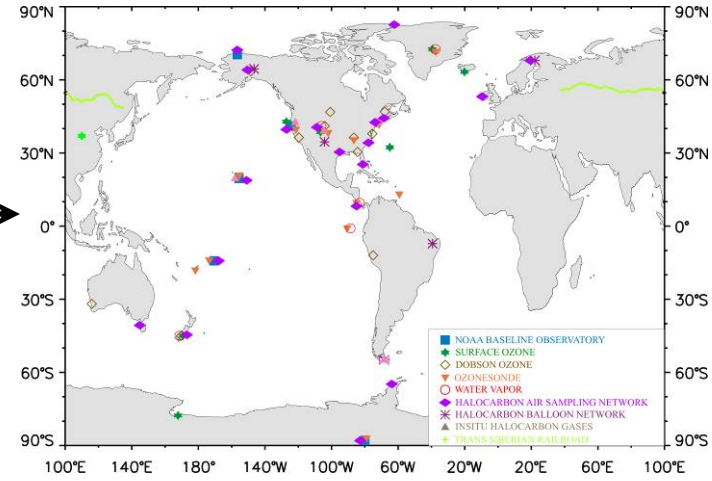 90°N 90°N
60°N 60°N
30°N 30°N
0° 0°
30°S 30°S
NOAA BASELINE OBSERVATORY
SURFACE OZONE
DOBSON OZONE
OZONESONDE
60°S 60°S
WATER VAPOR
HALOCARBON AIR SAMPLING NETWORK
HALOCARBON BALLOON NETWORK
INSITU HALOCARBON GASES
TRANS SIBERIAN RAILROAD
90°S 90°S
100°E 140°E 180° 140°W 100°W 60°W 20°W 20°E 60°E 100°E